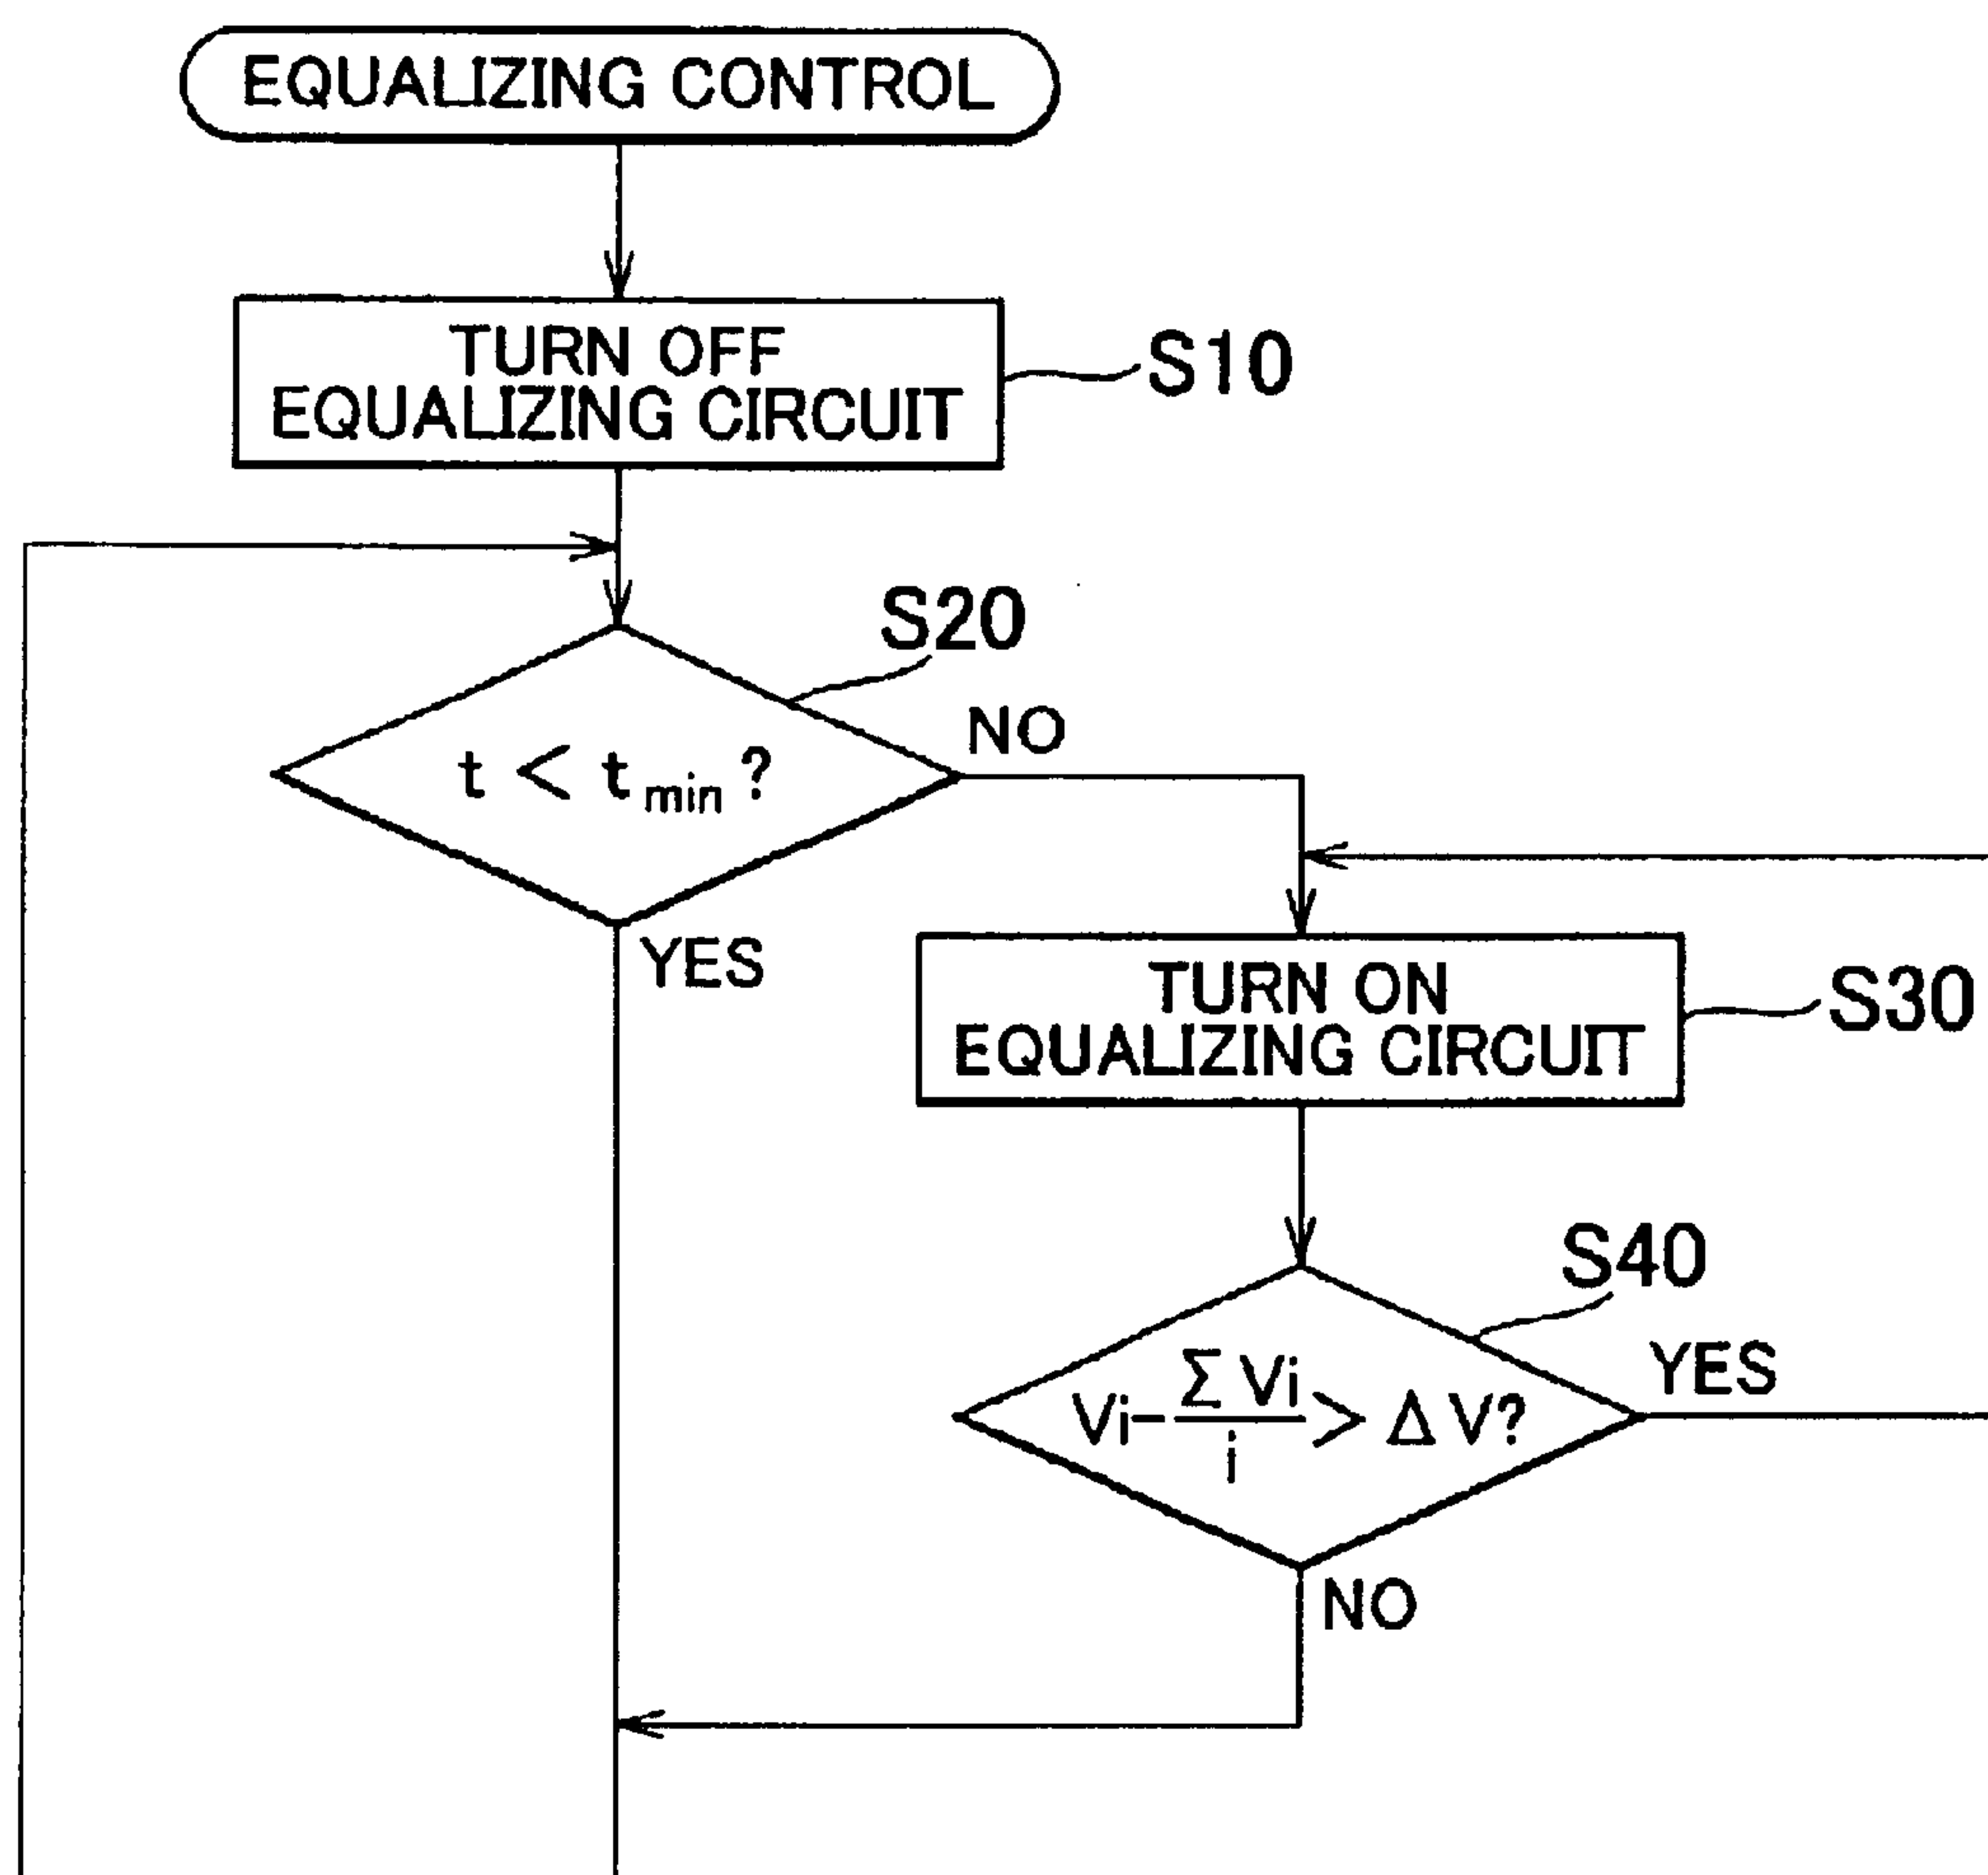 EQUALIZING CONTROL
TURN OFF
EQUALIZING CIRCUIT
S10
S20
t < tmin ?
NO
YES
TURN ON
EQUALIZING CIRCUIT
S30
S40
Vi-ΣVi/i> ΔV?
YES
NO